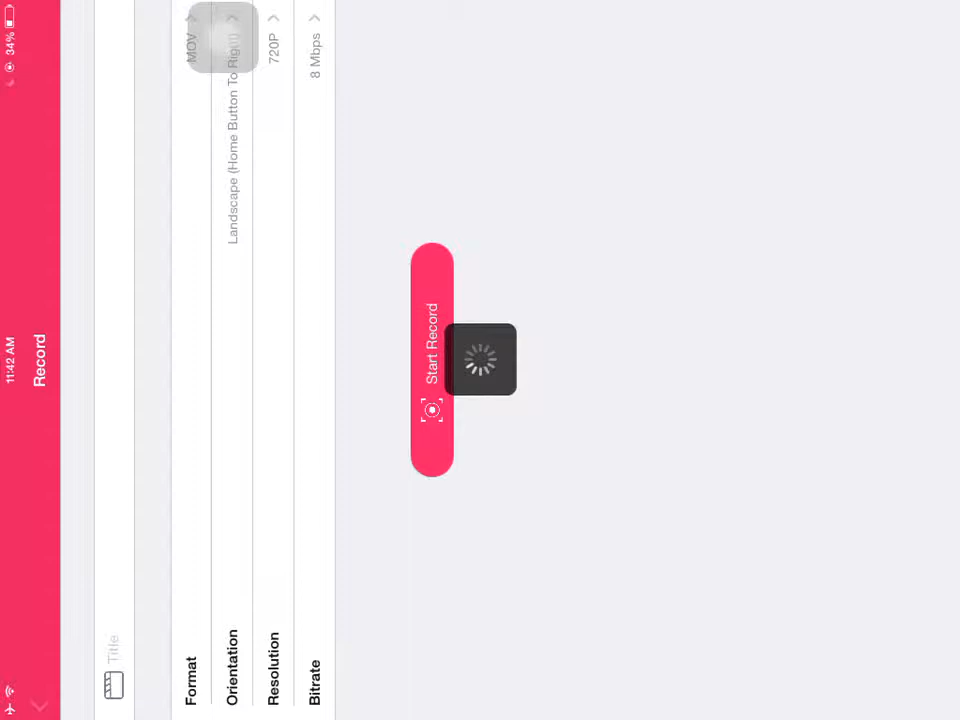 11:42 AM
34%
Record
Title
Format MOV
Orientation Landscape (Home Button To Right)
Resolution 720P
Bitrate 8 Mbps
Start Record